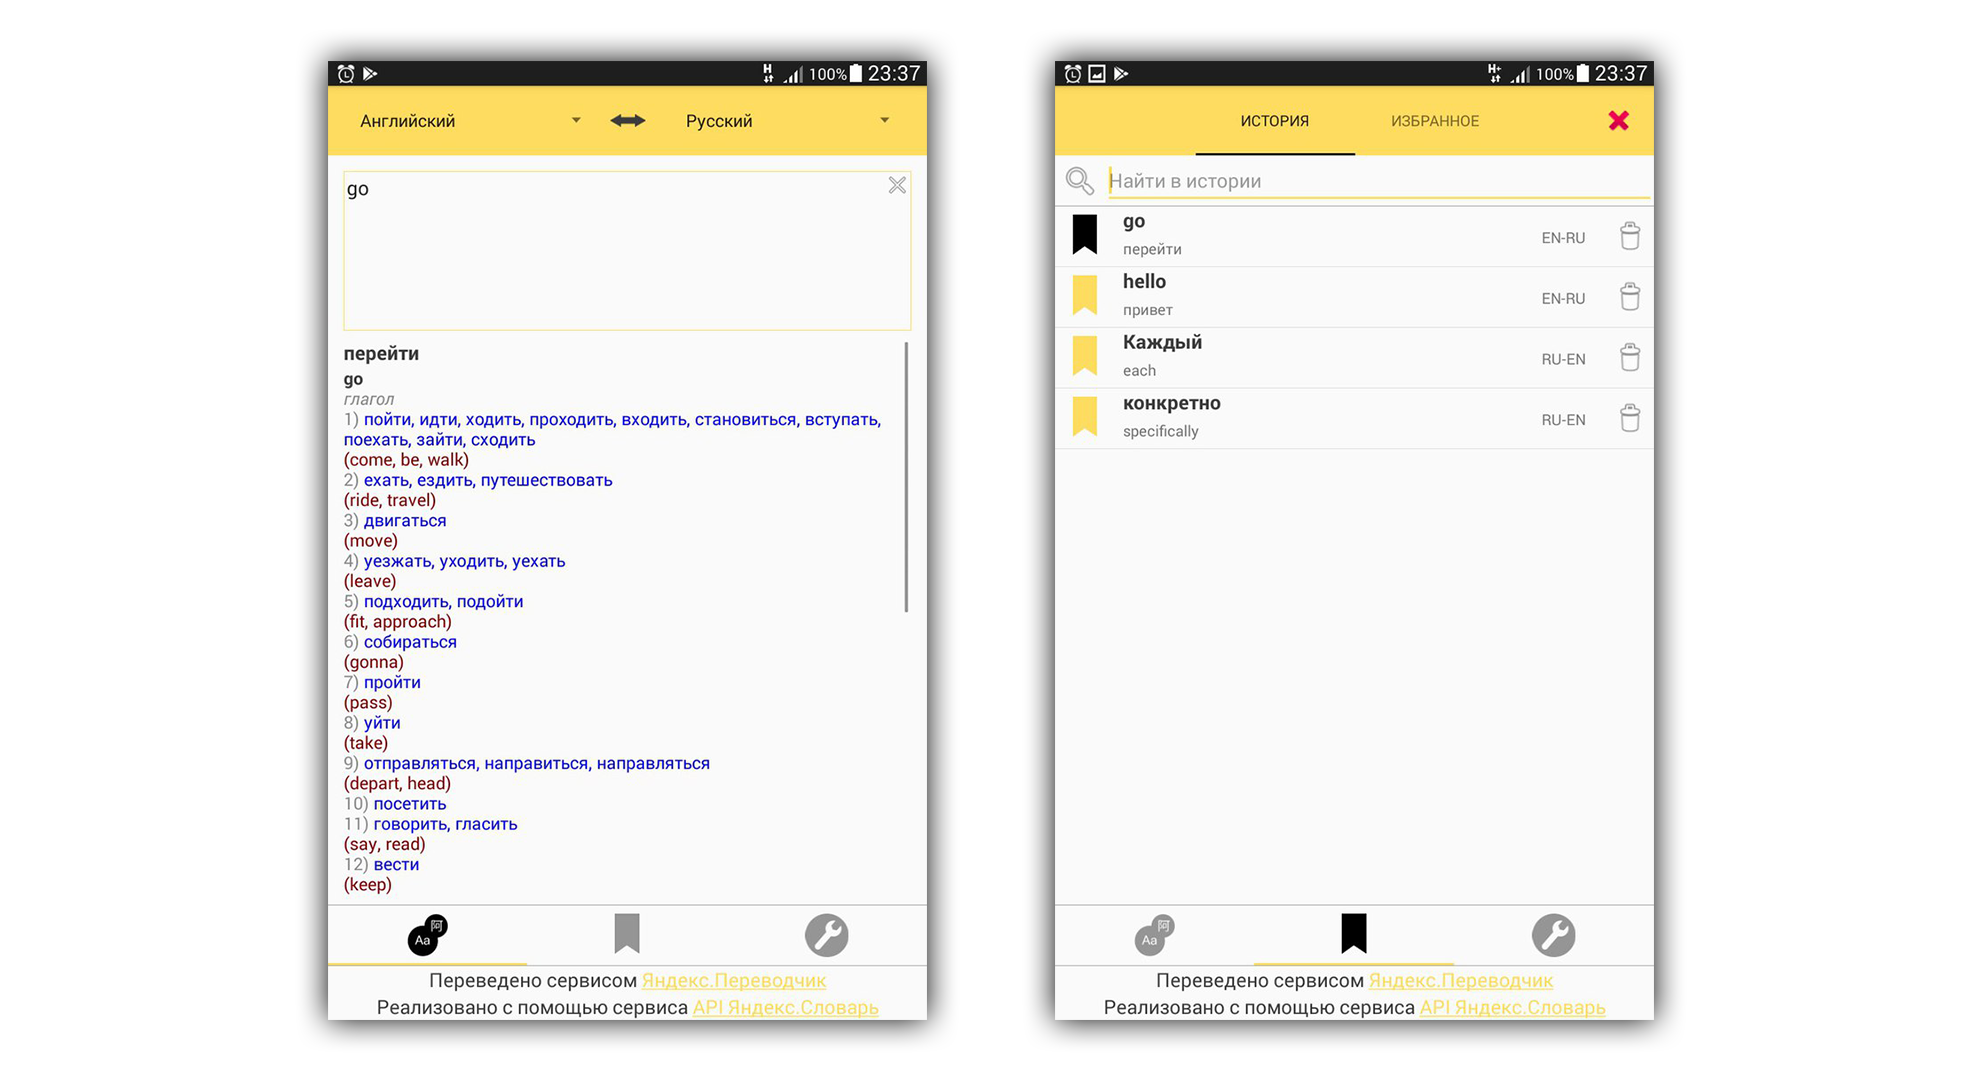 H 100% 23:37
Английский Русский
go
перейти
go
глагол
1) пойти, идти, ходить, проходить, входить, становиться, вступать,
поехать, зайти, сходить
(come, be, walk)
2) ехать, ездить, путешествовать
(ride, travel)
3) двигаться
(move)
4) уезжать, уходить, уехать
(leave)
5) подходить, подойти
(fit, approach)
6) собираться
(gonna)
7) пройти
(pass)
8) уйти
(take)
9) отправляться, направиться, направляться
(depart, head)
10) посетить
11) говорить, гласить
(say, read)
12) вести
(keep)
Aa 阿
Переведено сервисом Яндекс.Переводчик
Реализовано с помощью сервиса API Яндекс.Словарь
H+ 100% 23:37
ИСТОРИЯ ИЗБРАННОЕ
Найти в истории
go
перейти
EN-RU
hello
привет
EN-RU
Каждый
each
RU-EN
конкретно
specifically
RU-EN
Aa 阿
Переведено сервисом Яндекс.Переводчик
Реализовано с помощью сервиса API Яндекс.Словарь